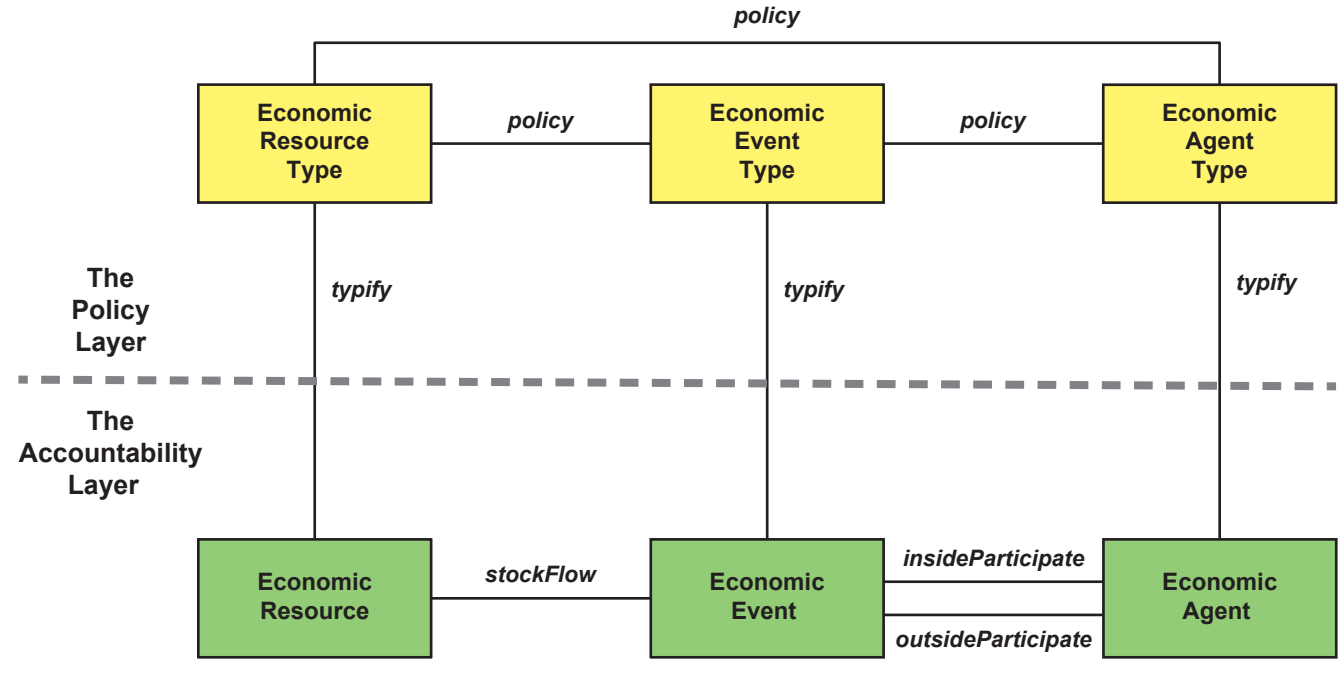 policy
Economic
Resource
Type
policy
Economic
Event
Type
policy
Economic
Agent
Type
The
Policy
Layer
typify
typify
typify
The
Accountability
Layer
Economic
Resource
stockFlow
Economic
Event
insideParticipate
outsideParticipate
Economic
Agent